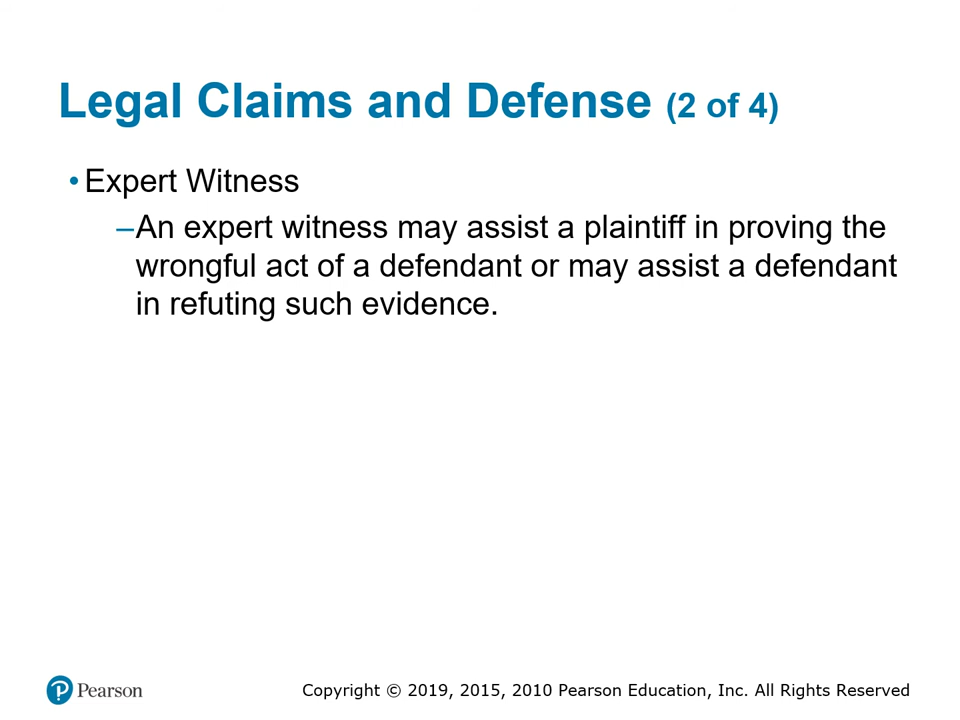 Legal Claims and Defense (2 of 4)
• Expert Witness
–An expert witness may assist a plaintiff in proving the
wrongful act of a defendant or may assist a defendant
in refuting such evidence.
Pearson
Copyright © 2019, 2015, 2010 Pearson Education, Inc. All Rights Reserved